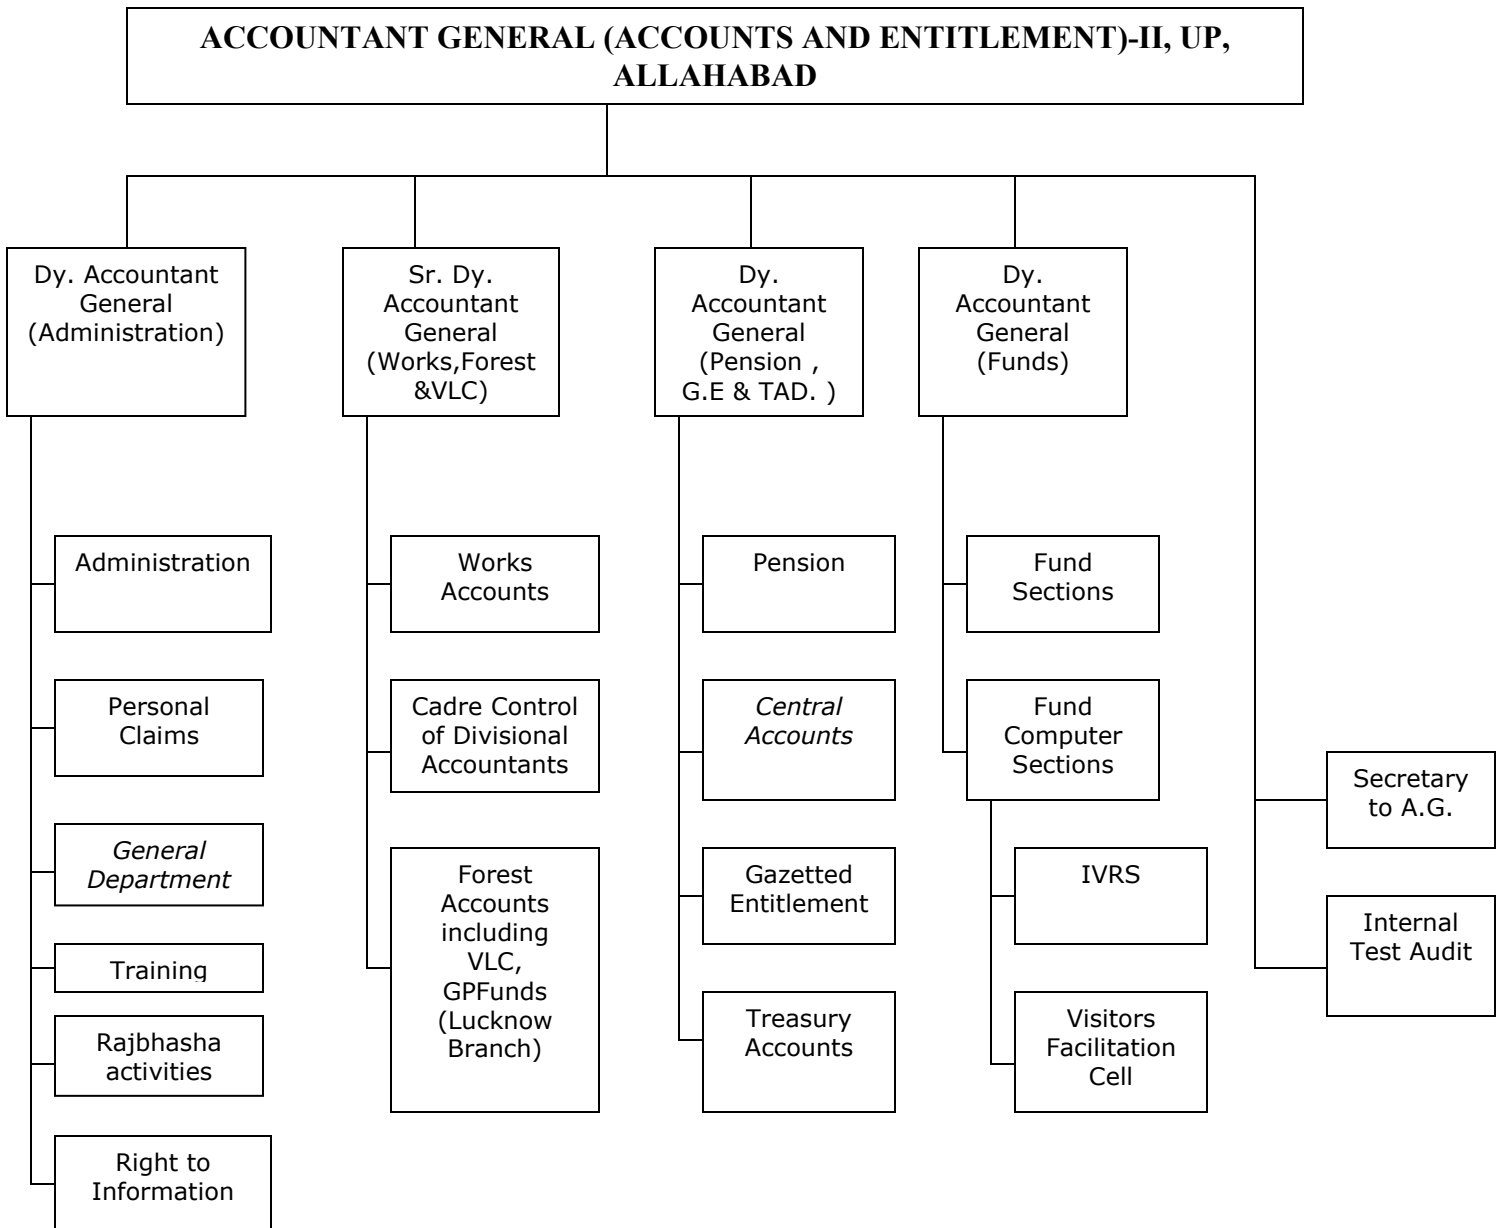 ACCOUNTANT GENERAL (ACCOUNTS AND ENTITLEMENT)-II, UP,
ALLAHABAD
Dy. Accountant
General
(Administration)
Sr. Dy.
Accountant
General
(Works,Forest
&VLC)
Dy.
Accountant
General
(Pension ,
G.E & TAD. )
Dy.
Accountant
General
(Funds)
Administration
Personal
Claims
General
Department
Training
Rajbhasha
activities
Right to
Information
Works
Accounts
Cadre Control
of Divisional
Accountants
Forest
Accounts
including
VLC,
GPFunds
(Lucknow
Branch)
Pension
Central
Accounts
Gazetted
Entitlement
Treasury
Accounts
Fund
Sections
Fund
Computer
Sections
IVRS
Visitors
Facilitation
Cell
Secretary
to A.G.
Internal
Test Audit